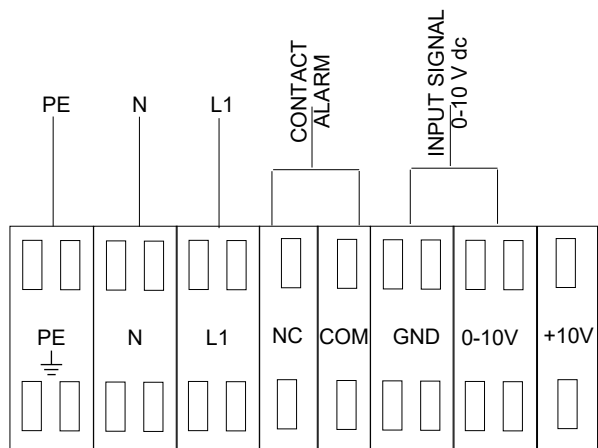 PE
N
L1
CONTACT
ALARM
INPUT SIGNAL
0-10 V dc
PE
N
L1
NC
COM
GND
0-10V
+10V